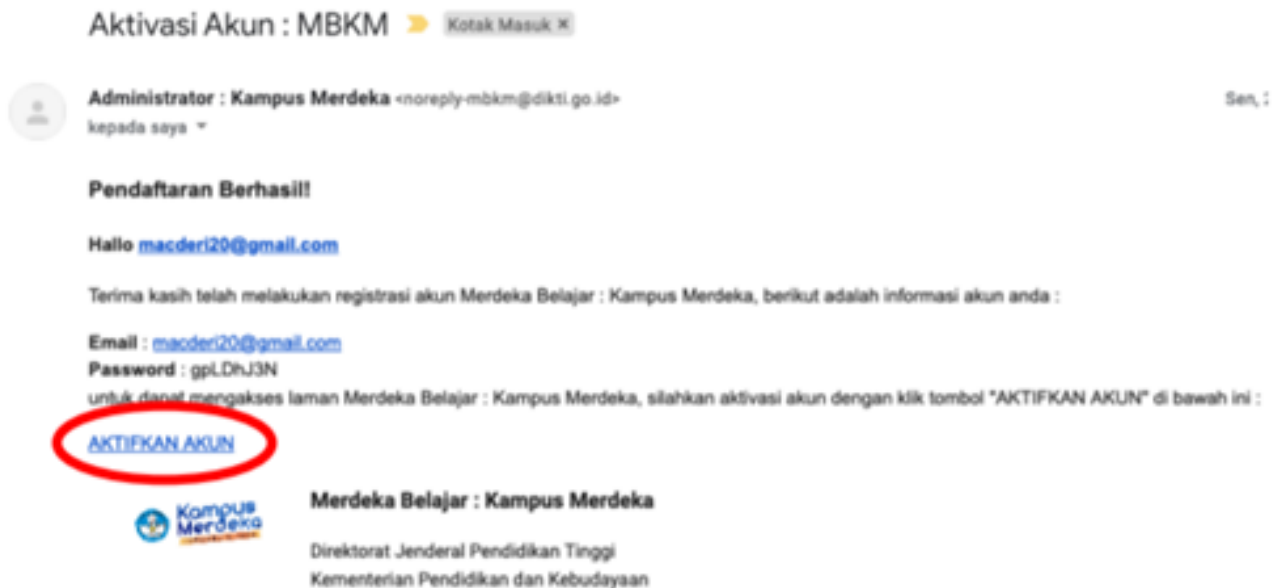 Aktivasi Akun : MBKM Kotak Masuk ×
Administrator : Kampus Merdeka <noreply-mbkm@dikti.go.id> Sen,
kepada saya
Pendaftaran Berhasil!
Hallo macderi20@gmail.com
Terima kasih telah melakukan registrasi akun Merdeka Belajar : Kampus Merdeka, berikut adalah informasi akun anda :
Email : macderi20@gmail.com
Password : gpLDhJ3N
untuk dapat mengakses laman Merdeka Belajar : Kampus Merdeka, silahkan aktivasi akun dengan klik tombol "AKTIFKAN AKUN" di bawah ini :
AKTIFKAN AKUN
Kampus
Merdeka
Merdeka Belajar : Kampus Merdeka
Direktorat Jenderal Pendidikan Tinggi
Kementerian Pendidikan dan Kebudayaan